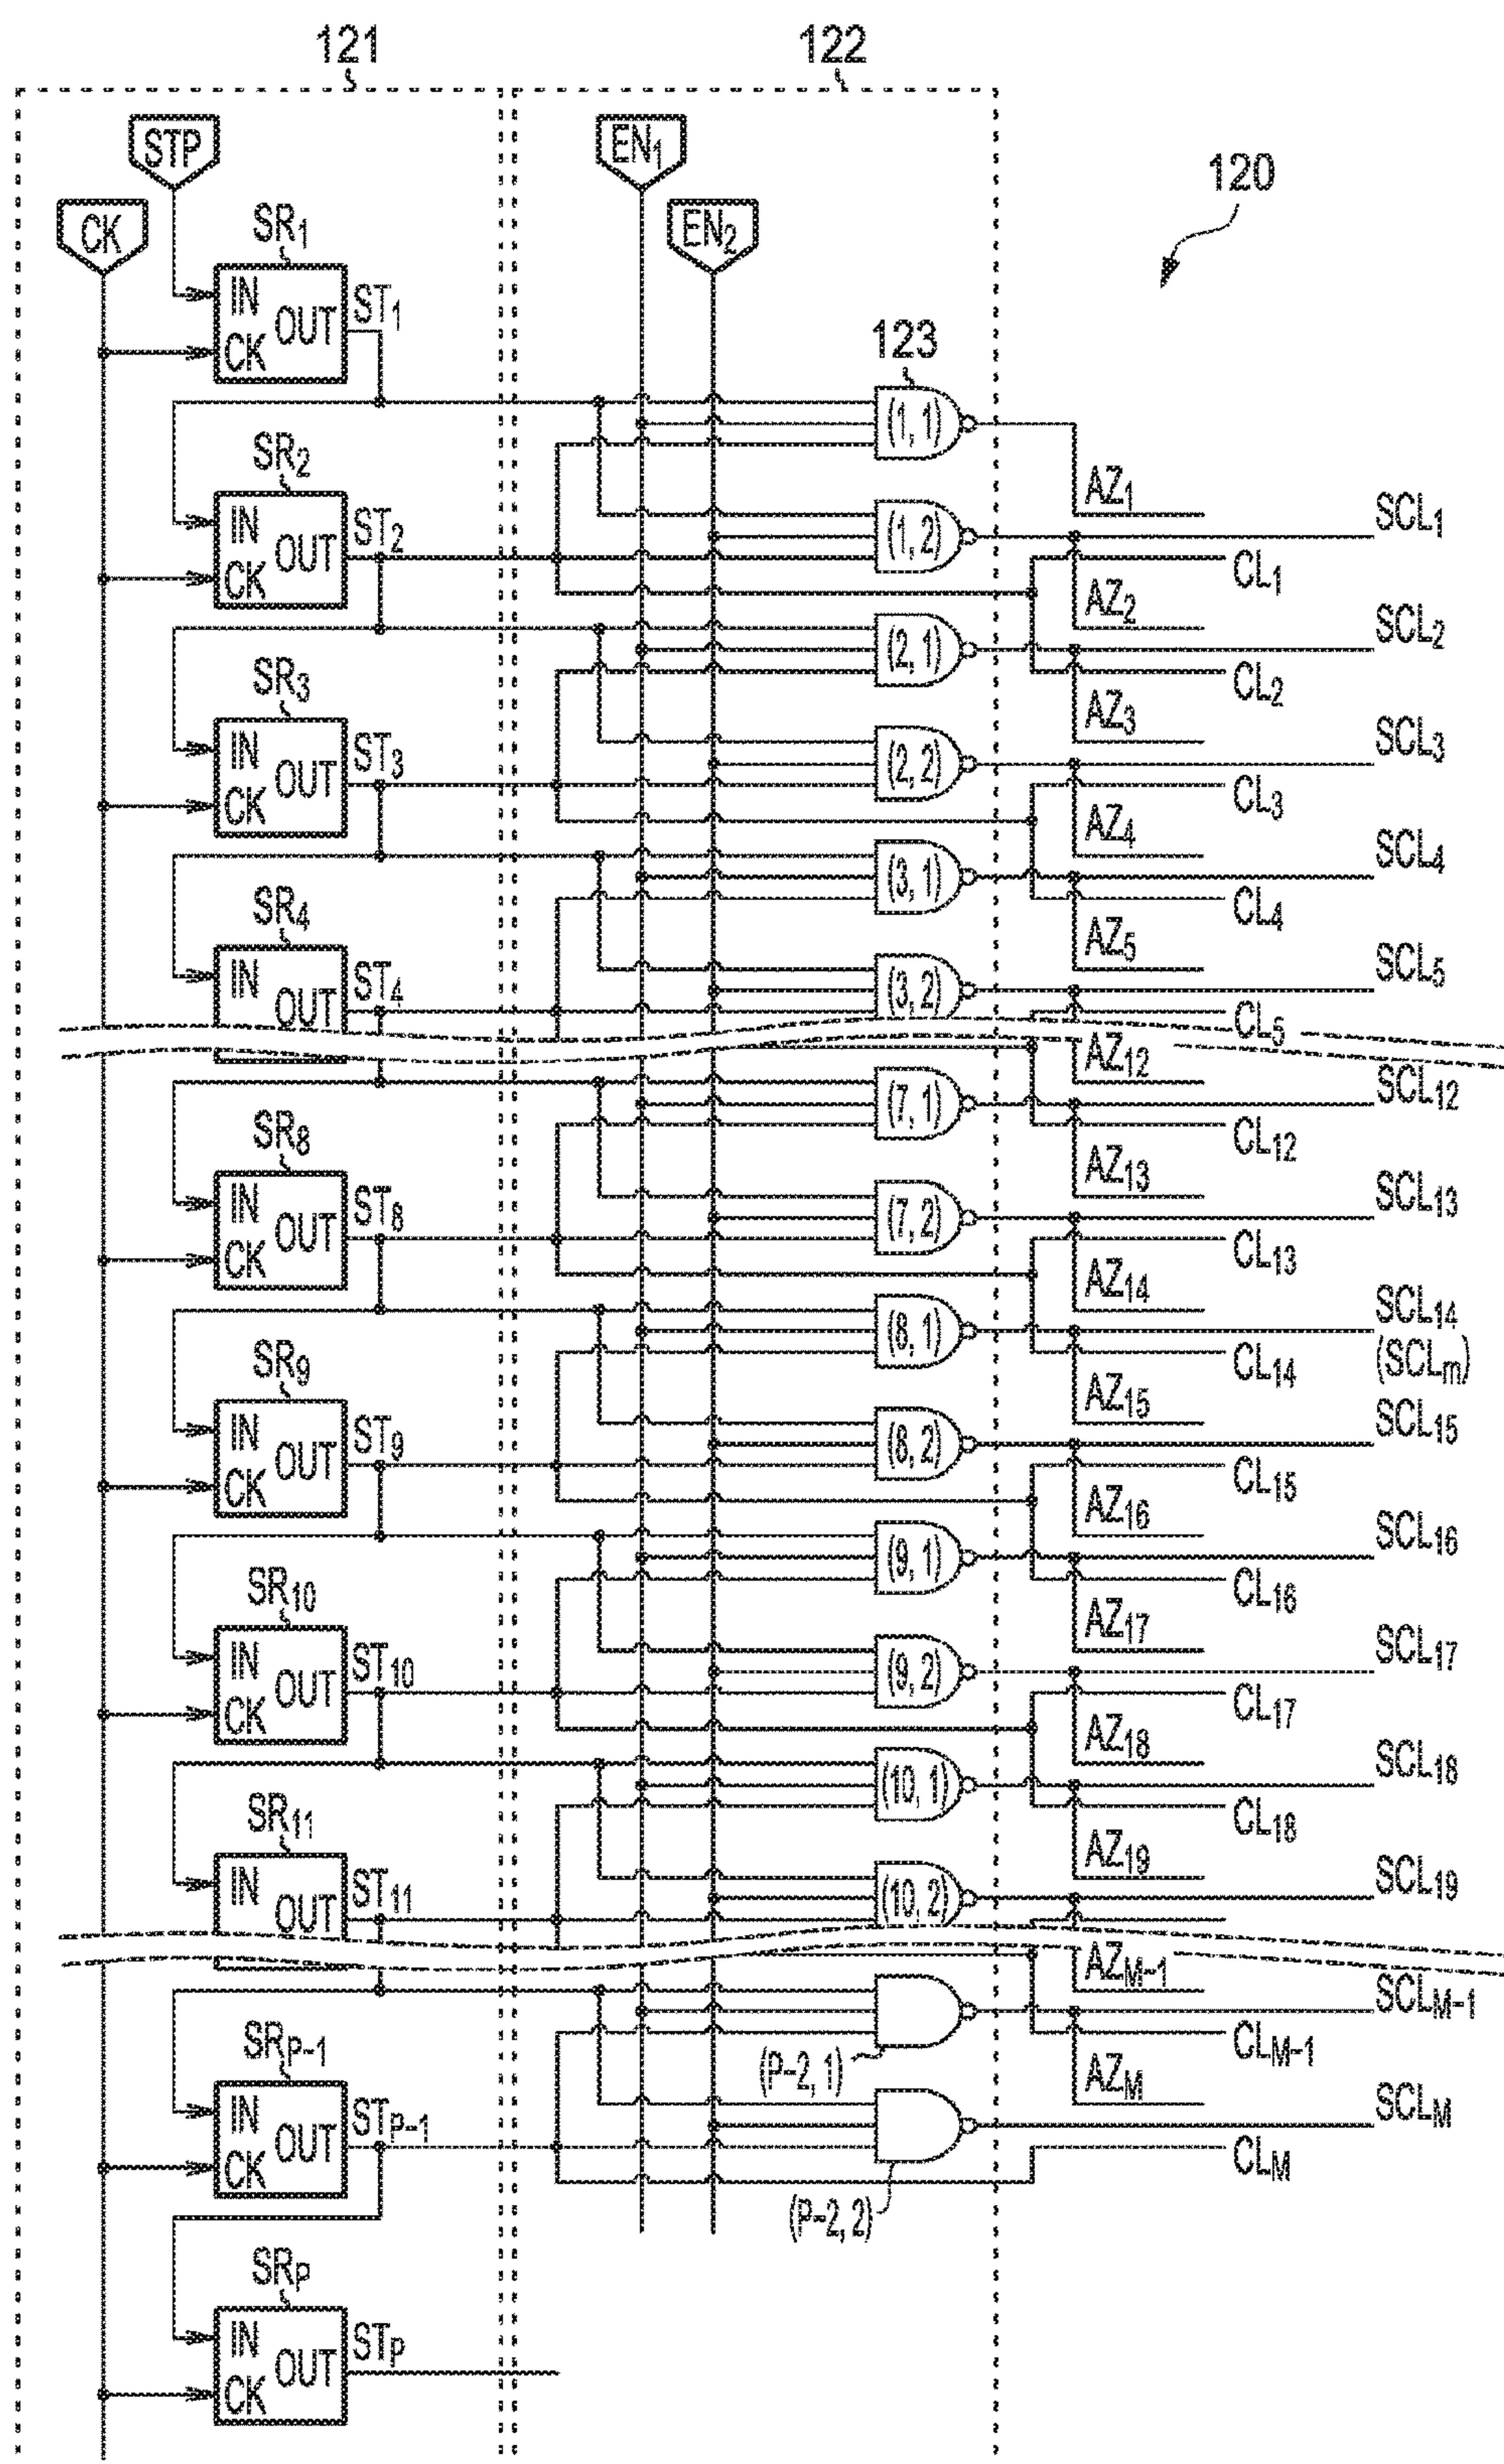 121
122
STP
EN1
120
CK
EN2
SR1
IN
CK
OUT
ST1
123
(1, 1)
AZ1
SR2
IN
CK
OUT
ST2
(1, 2)
SCL1
CL1
AZ2
(2, 1)
SCL2
CL2
SR3
IN
CK
OUT
ST3
AZ3
(2, 2)
SCL3
CL3
AZ4
(3, 1)
SCL4
CL4
SR4
IN
OUT
ST4
AZ5
(3, 2)
SCL5
CL5
AZ12
(7, 1)
SCL12
CL12
SR8
IN
CK
OUT
ST8
AZ13
(7, 2)
SCL13
CL13
AZ14
(8, 1)
SCL14
(SCLm)
CL14
SR9
IN
CK
OUT
ST9
AZ15
(8, 2)
SCL15
CL15
AZ16
(9, 1)
SCL16
CL16
SR10
IN
CK
OUT
ST10
AZ17
(9, 2)
SCL17
CL17
AZ18
(10, 1)
SCL18
CL18
SR11
IN
OUT
ST11
AZ19
(10, 2)
SCL19
AZM-1
SCLM-1
CLM-1
(P-2, 1)
SRP-1
IN
CK
OUT
STP-1
AZM
SCLM
CLM
(P-2, 2)
SRP
IN
CK
OUT
STP